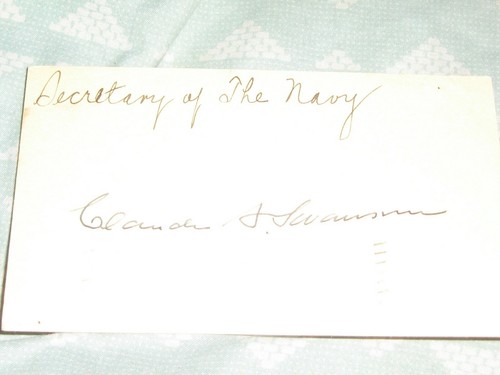 Secretary of The Navy
Claude A. Swanson